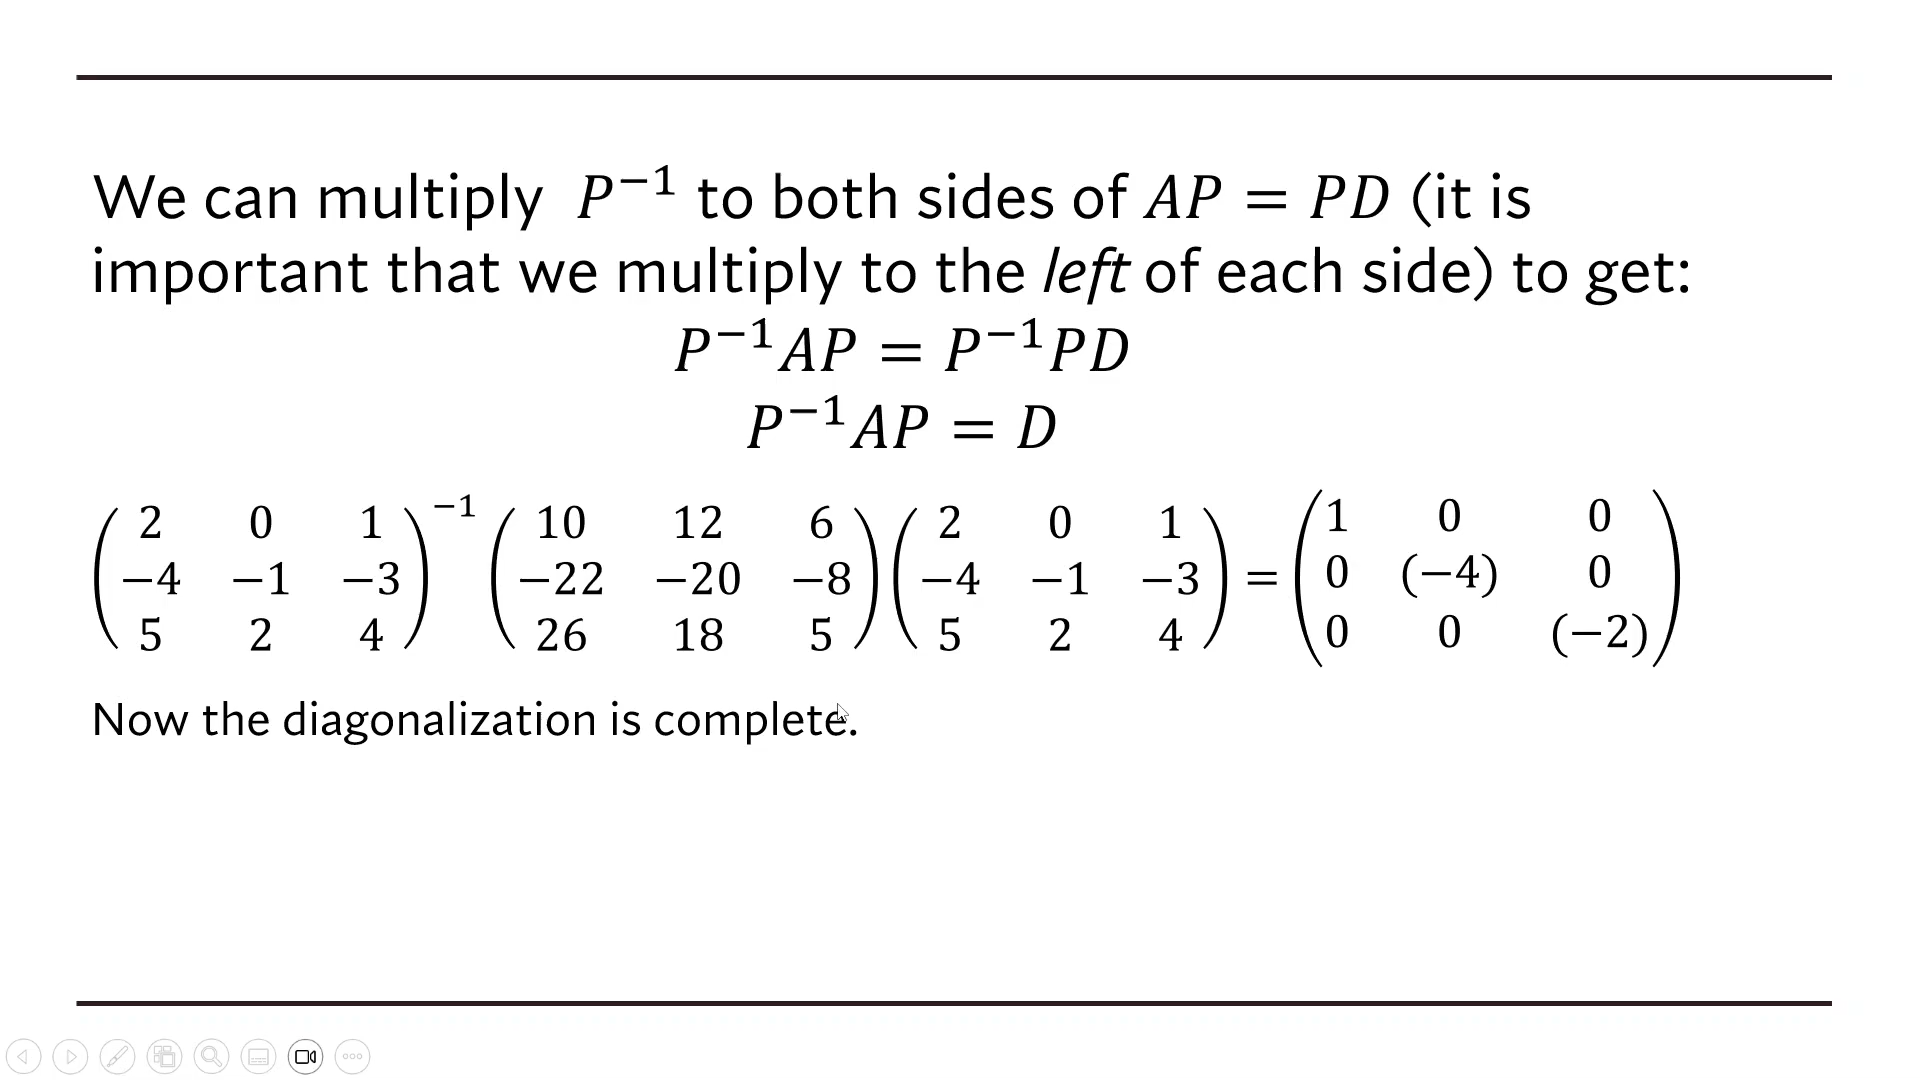 We can multiply P⁻¹ to both sides of AP = PD (it is
important that we multiply to the left of each side) to get:
P⁻¹AP = P⁻¹PD
P⁻¹AP = D
( 2 0 1 )⁻¹ ( 10 12 6 ) ( 2 0 1 ) = ( 1 0 0 )
( −4 −1 −3 ) ( −22 −20 −8 ) ( −4 −1 −3 ) ( 0 (−4) 0 )
( 5 2 4 ) ( 26 18 5 ) ( 5 2 4 ) ( 0 0 (−2) )
Now the diagonalization is complete.